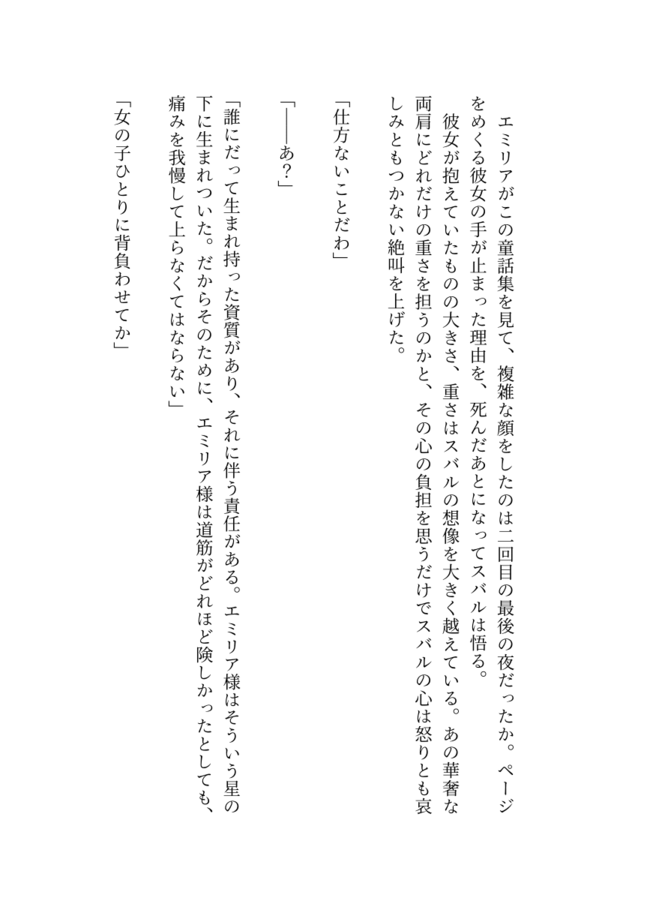 エミリアがこの童話集を見て、複雑な顔をしたのは二回目の最後の夜だったか。ページ
をめくる彼女の手が止まった理由を、死んだあとになってスバルは悟る。
　彼女が抱えていたものの大きさ、重さはスバルの想像を大きく越えている。あの華奢な
両肩にどれだけの重さを担うのかと、その心の負担を思うだけでスバルの心は怒りとも哀
しみともつかない絶叫を上げた。
「仕方ないことだわ」
「――あ？」
「誰にだって生まれ持った資質があり、それに伴う責任がある。エミリア様はそういう星の
下に生まれついた。だからそのために、エミリア様は道筋がどれほど険しかったとしても、
痛みを我慢して上らなくてはならない」
「女の子ひとりに背負わせてか」